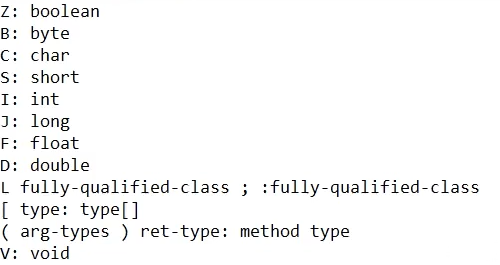 Z: boolean
B: byte
C: char
S: short
I: int
J: long
F: float
D: double
L fully-qualified-class ; :fully-qualified-class
[ type: type[]
( arg-types ) ret-type: method type
V: void